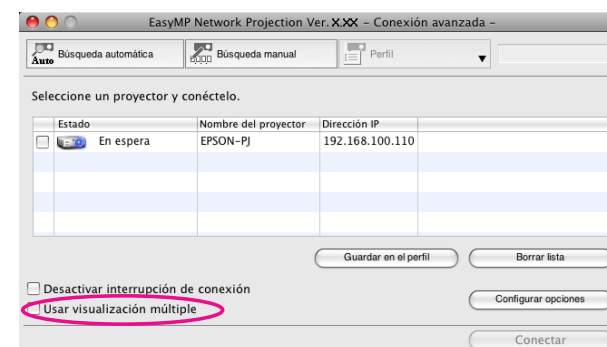 EasyMP Network Projection Ver.X.XX – Conexión avanzada –
Auto Búsqueda automática Búsqueda manual Perfil
Seleccione un proyector y conéctelo.
Estado Nombre del proyector Dirección IP
En espera EPSON-PJ 192.168.100.110
Guardar en el perfil Borrar lista
Desactivar interrupción de conexión
Configurar opciones
Usar visualización múltiple
Conectar